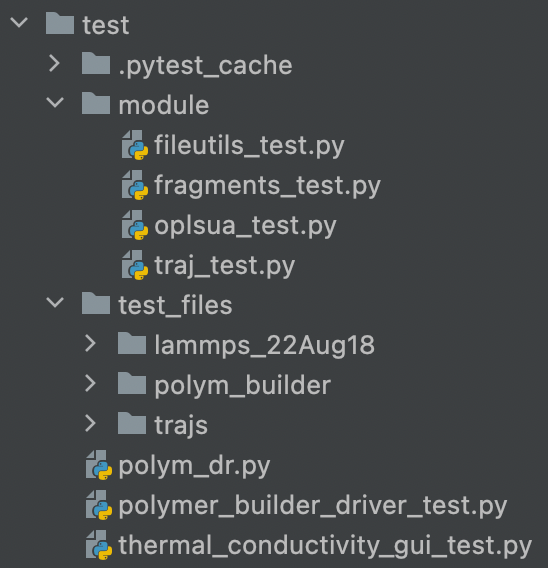 test
.pytest_cache
module
fileutils_test.py
fragments_test.py
oplsua_test.py
traj_test.py
test_files
lammps_22Aug18
polym_builder
trajs
polym_dr.py
polymer_builder_driver_test.py
thermal_conductivity_gui_test.py